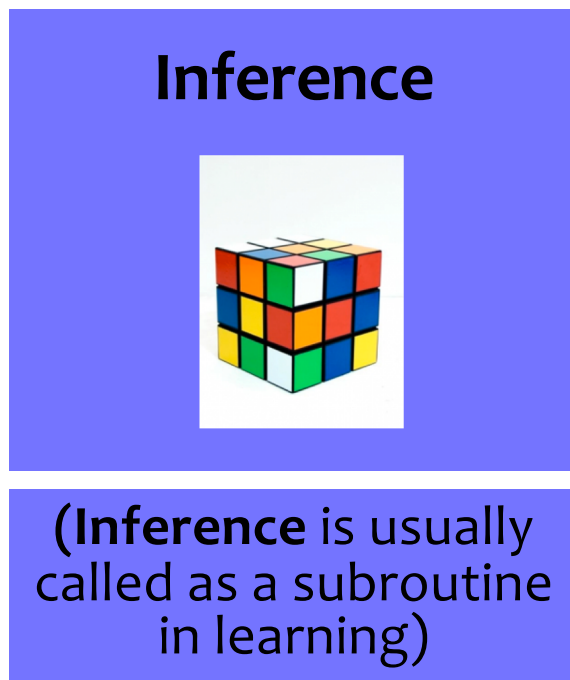 Inference
(Inference is usually
called as a subroutine
in learning)